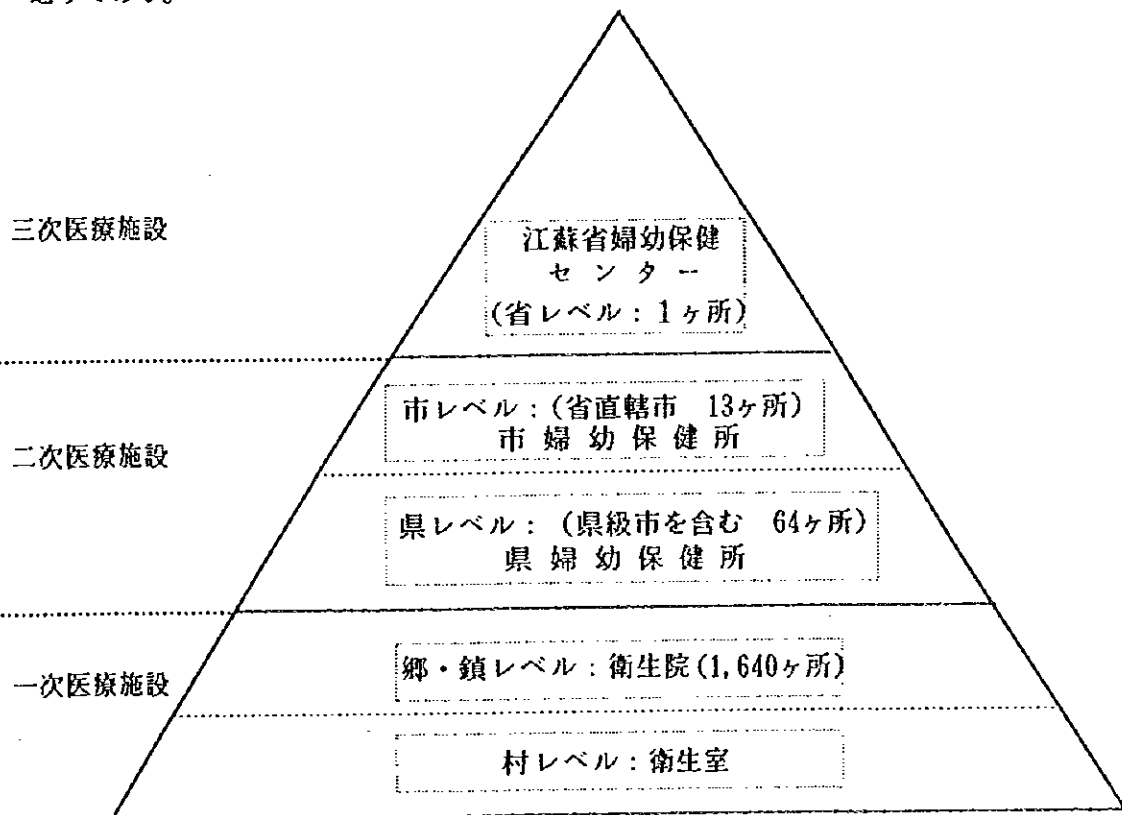 通りである。
三次医療施設
江蘇省婦幼保健
センター
(省レベル：1ヶ所)
二次医療施設
市レベル：(省直轄市 13ヶ所)
市婦幼保健所
県レベル：(県級市を含む 64ヶ所)
県婦幼保健所
一次医療施設
郷・鎮レベル：衛生院(1,640ヶ所)
村レベル：衛生室